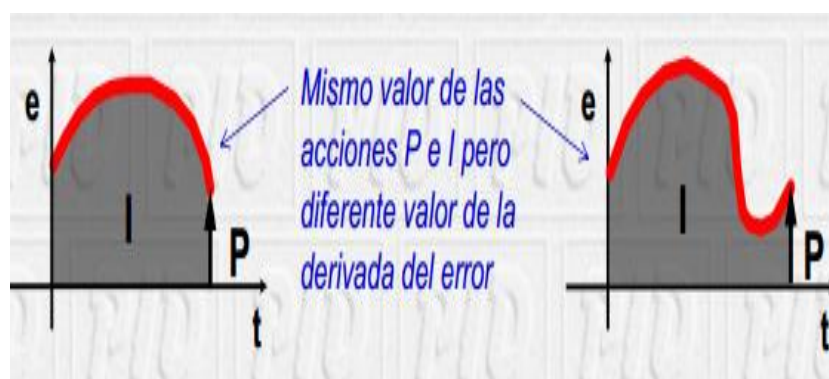 e
I
P
t
Mismo valor de las
acciones P e I pero
diferente valor de la
derivada del error
e
I
P
t